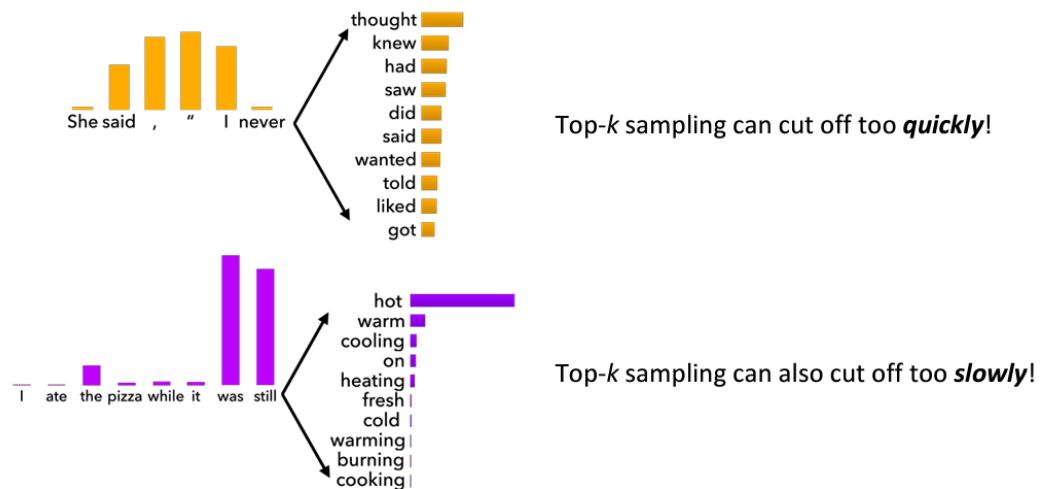 thought
knew
had
saw
did
said
wanted
told
liked
got
She said , “ I never
Top-k sampling can cut off too quickly!
hot
warm
cooling
on
heating
fresh
cold
warming
burning
cooking
I ate the pizza while it was still
Top-k sampling can also cut off too slowly!